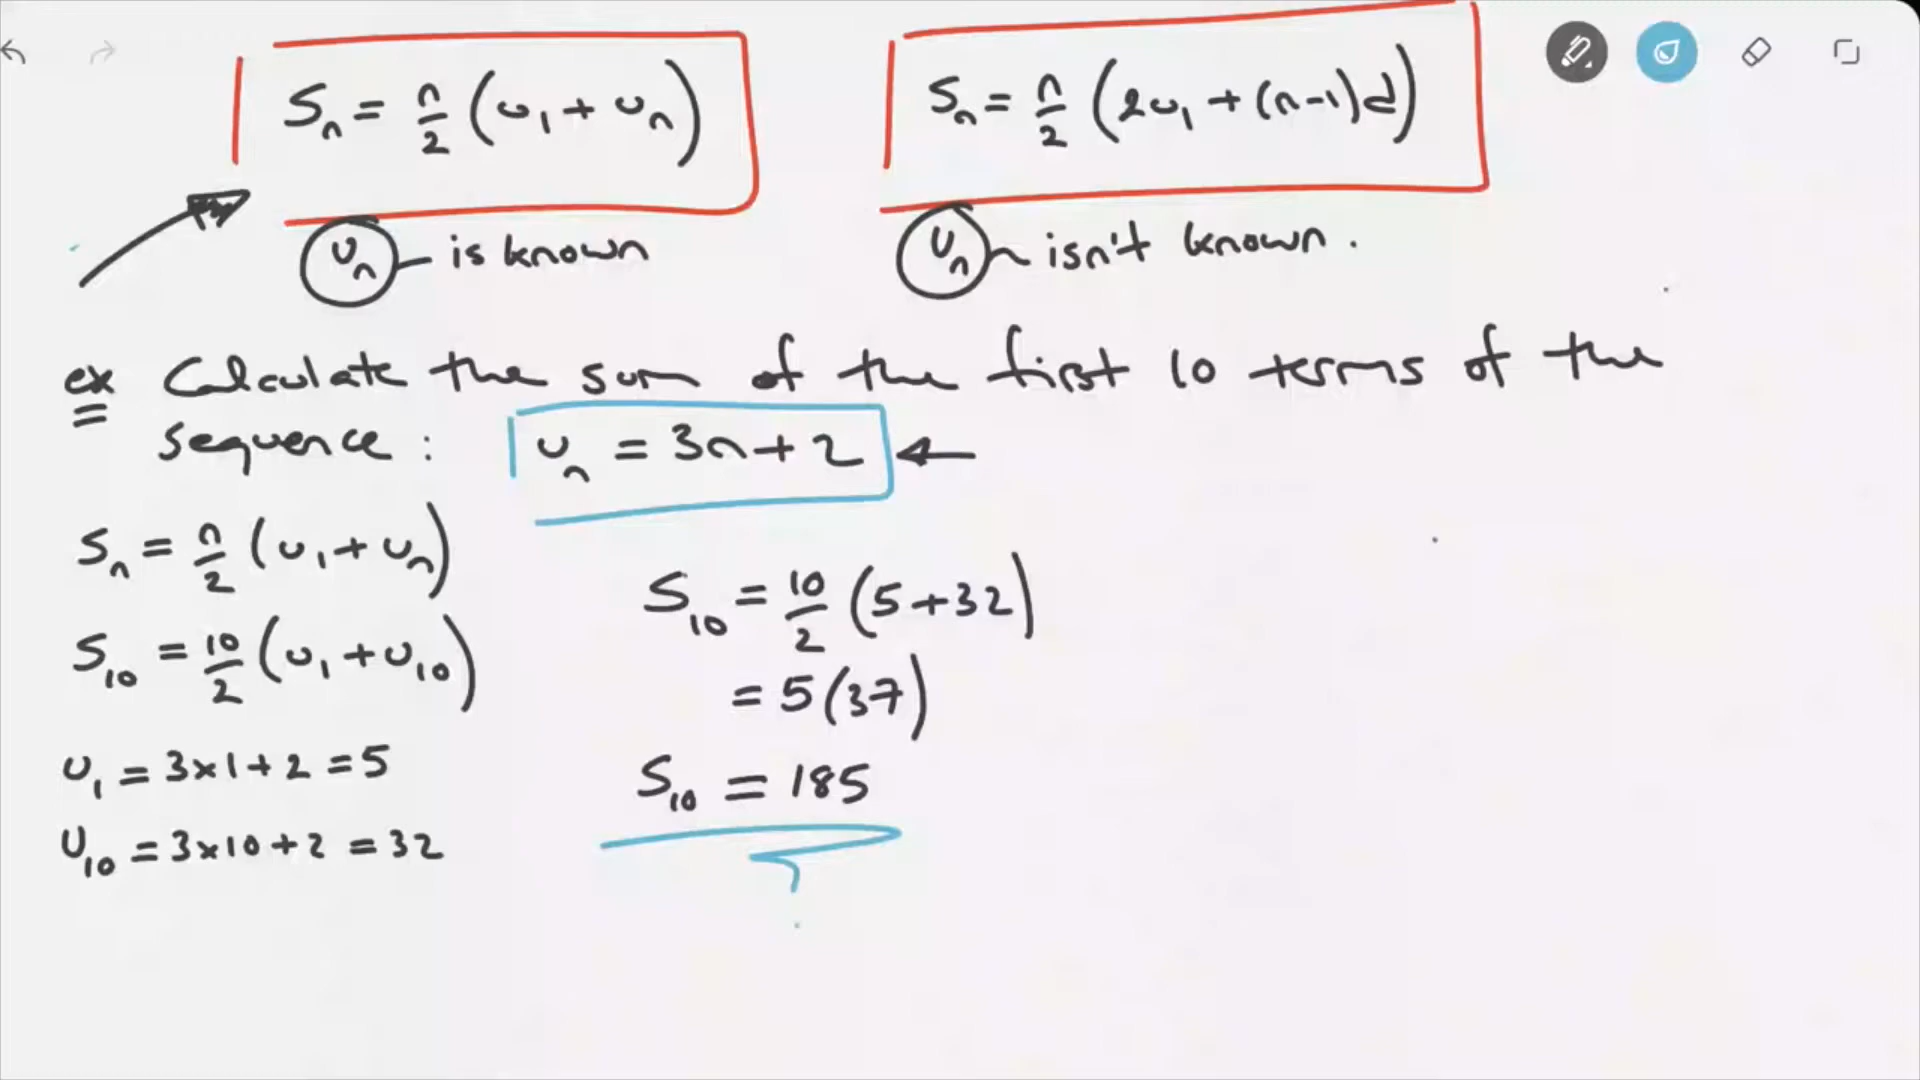 Sn = n/2 (u1 + un)
Sn = n/2 (2u1 + (n-1)d)
Un is known
Un isn't known.
ex Calculate the sum of the first 10 terms of the
sequence: un = 3n+2
Sn = n/2 (u1 + un)
S10 = 10/2 (u1 + u10)
u1 = 3x1+2 = 5
U10 = 3x10+2 = 32
S10 = 10/2 (5+32)
= 5(37)
S10 = 185